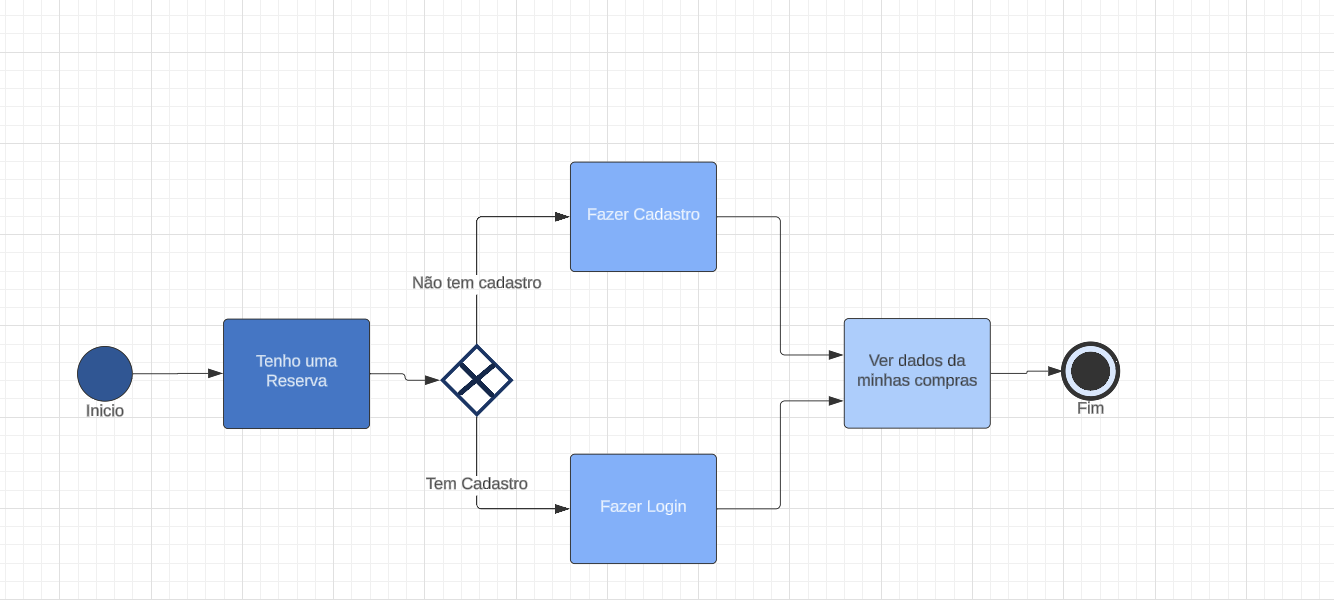 Inicio
Tenho uma
Reserva
Não tem cadastro
Tem Cadastro
Fazer Cadastro
Fazer Login
Ver dados da
minhas compras
Fim